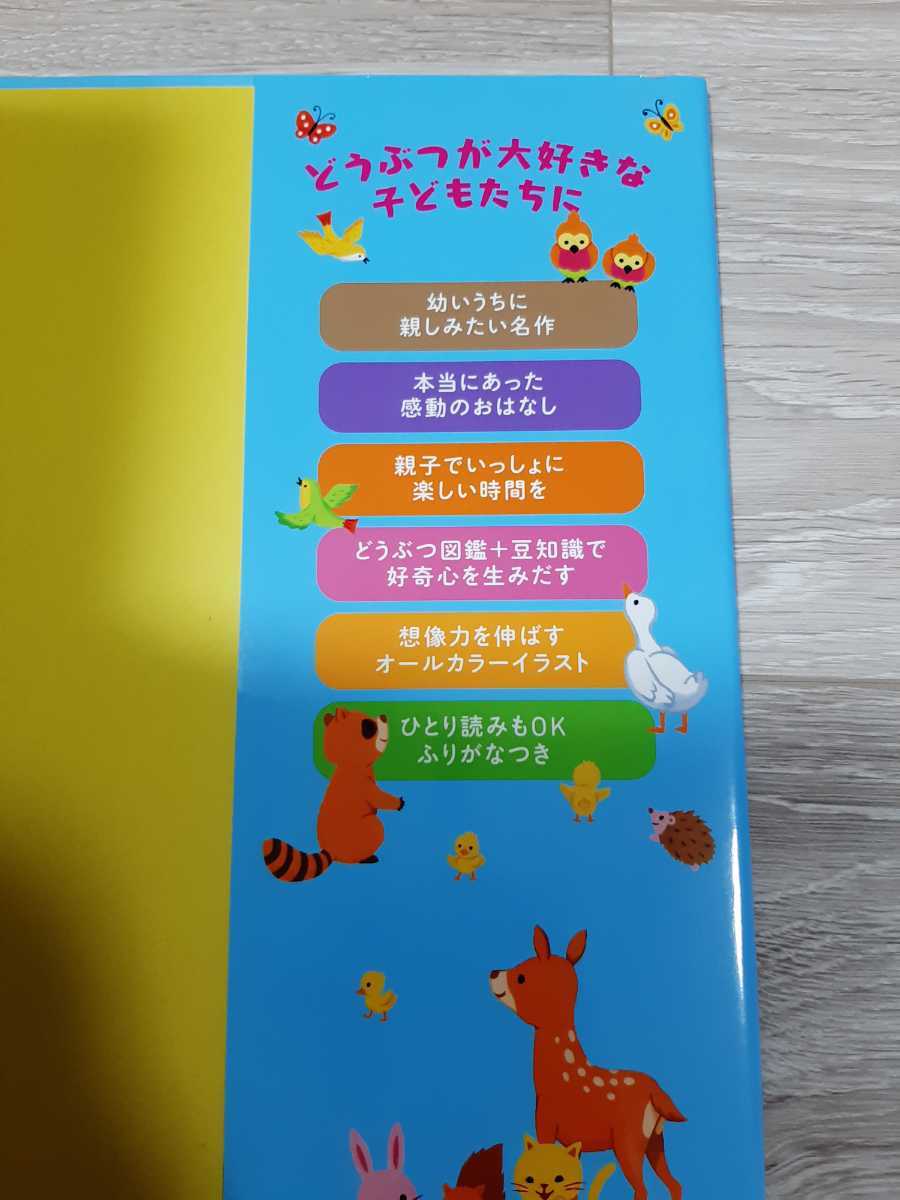 どうぶつが大好きな
子どもたちに
幼いうちに
親しみたい名作
本当にあった
感動のおはなし
親子でいっしょに
楽しい時間を
どうぶつ図鑑+豆知識で
好奇心を生みだす
想像力を伸ばす
オールカラーイラスト
ひとり読みもOK
ふりがなつき